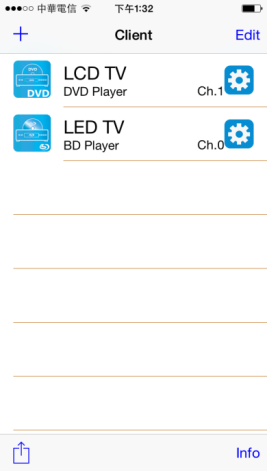 中華電信 下午1:32
Client Edit
DVD
LCD TV
DVD Player Ch.1
LED TV
BD Player Ch.0
Info